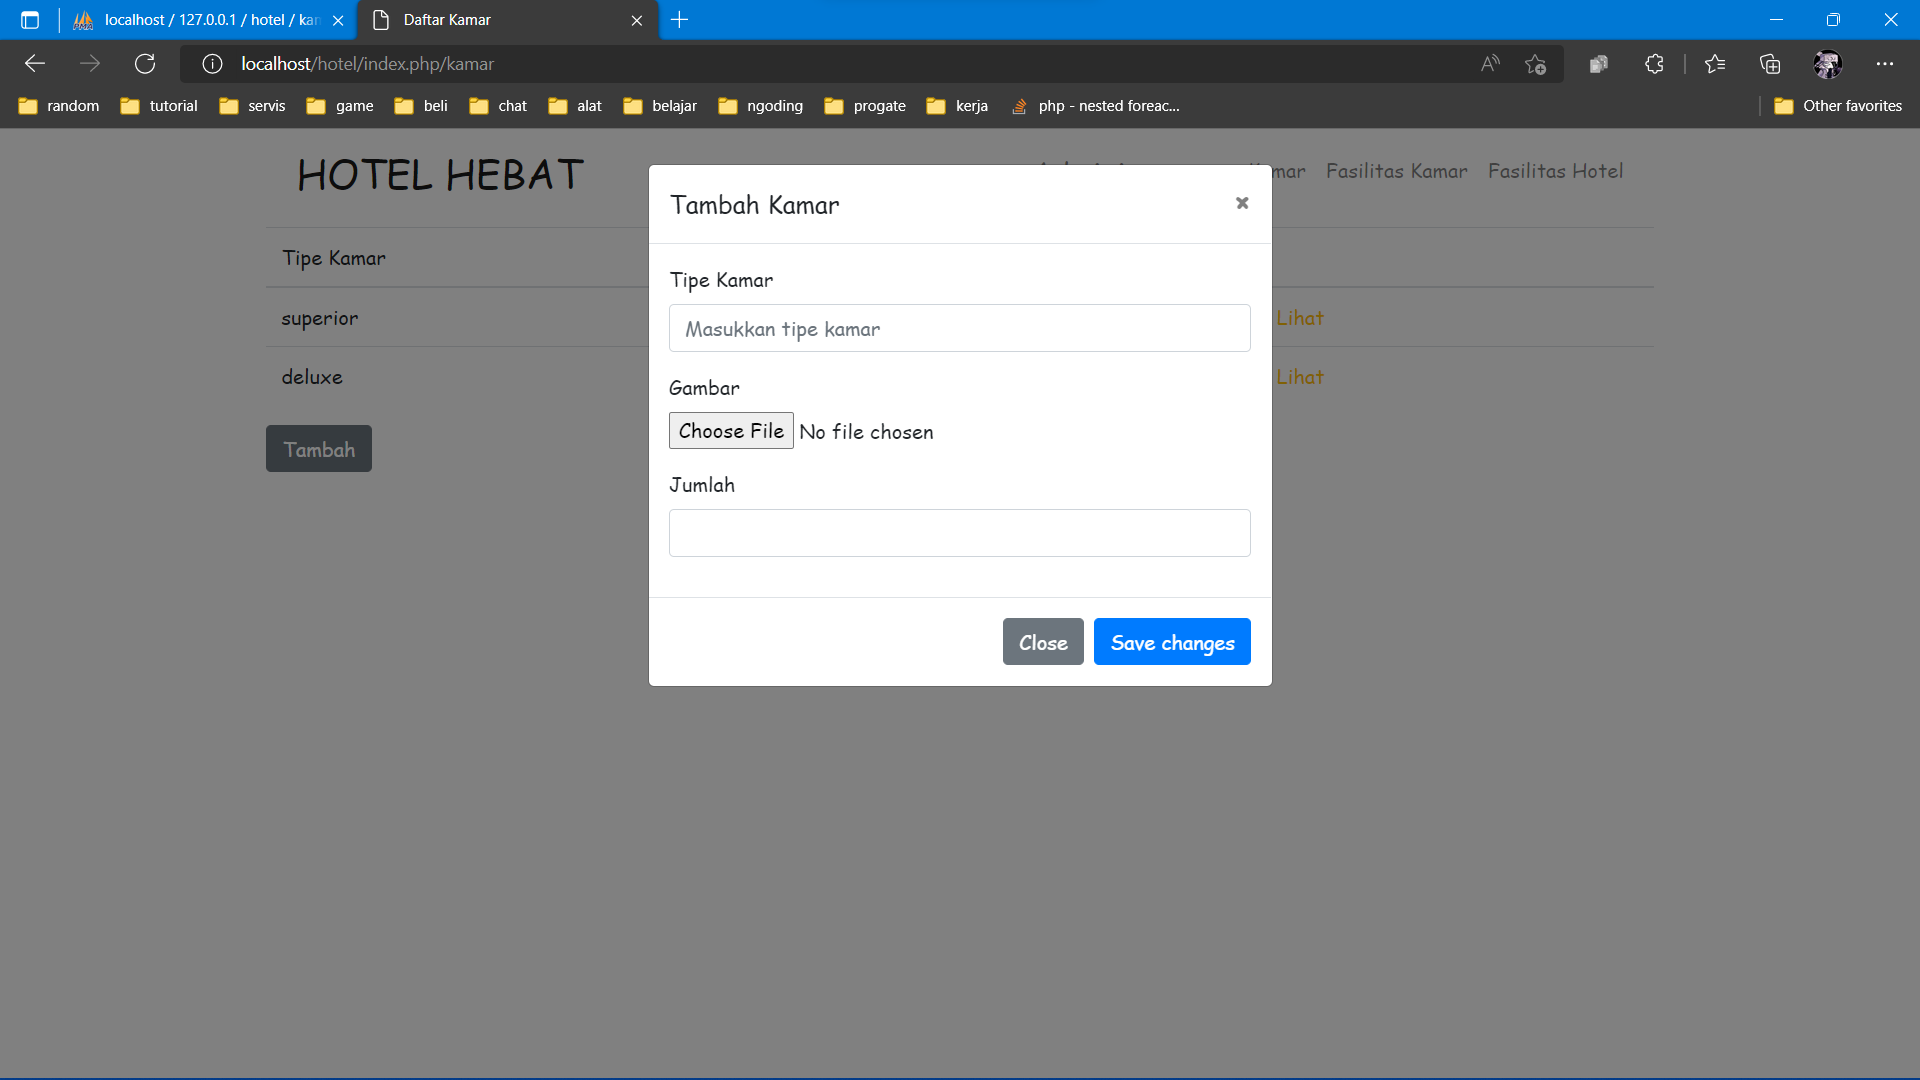 localhost / 127.0.0.1 / hotel / kan
Daftar Kamar
localhost/hotel/index.php/kamar
random tutorial servis game beli chat alat belajar ngoding progate kerja php - nested foreac... Other favorites
HOTEL HEBAT
Fasilitas Kamar Fasilitas Hotel
Tambah Kamar
Tipe Kamar
superior Lihat
deluxe Lihat
Tambah
Tipe Kamar
Masukkan tipe kamar
Gambar
Choose File No file chosen
Jumlah
Close Save changes